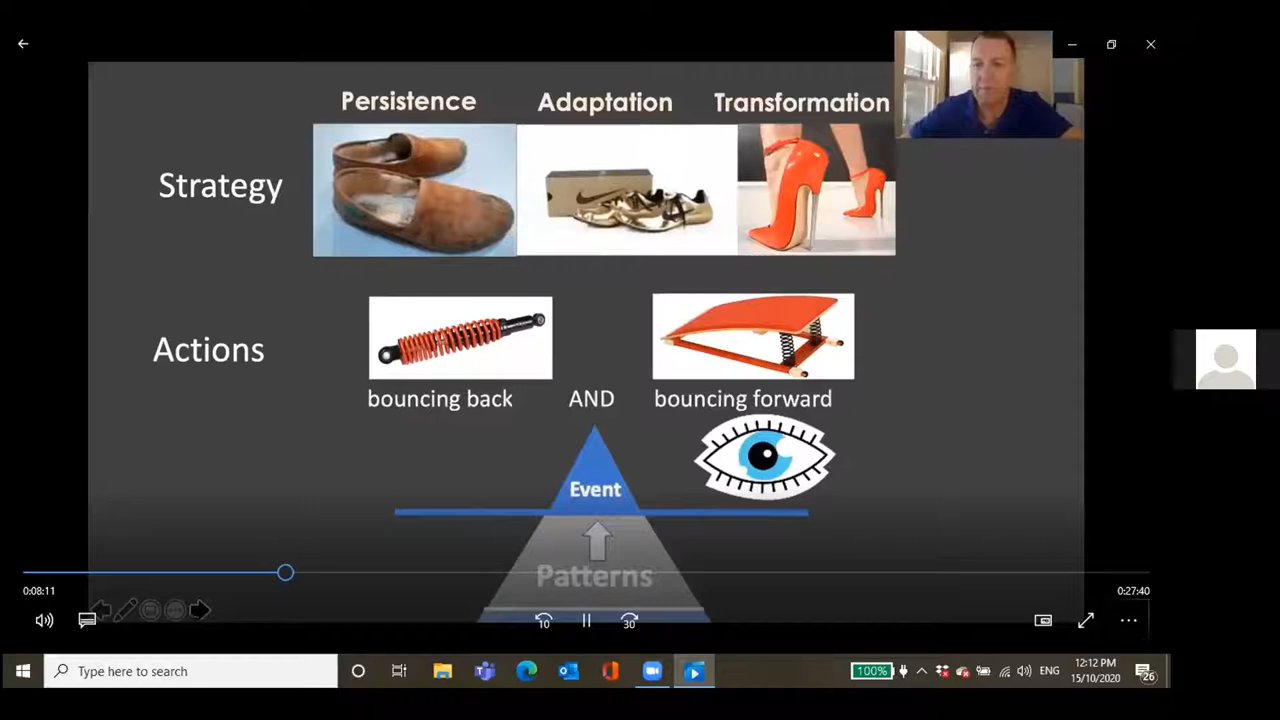 Persistence Adaptation Transformation
Strategy
Actions
bouncing back AND bouncing forward
Event
Patterns
0:08:11 0:27:40
10 30
Type here to search
100% ENG
12:12 PM
15/10/2020
26